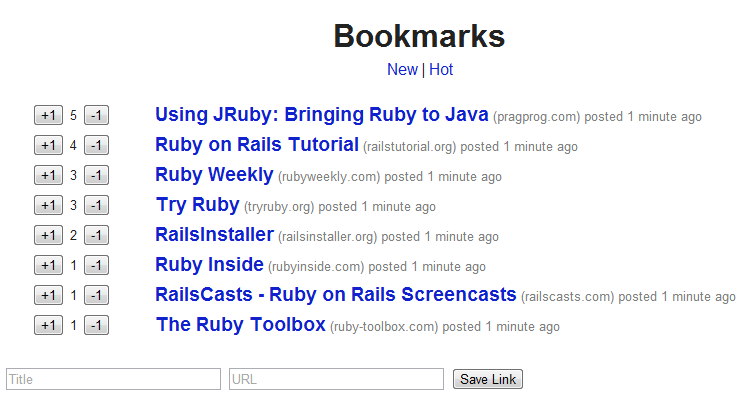 Bookmarks
New | Hot
+1 5 -1 Using JRuby: Bringing Ruby to Java (pragprog.com) posted 1 minute ago
+1 4 -1 Ruby on Rails Tutorial (railstutorial.org) posted 1 minute ago
+1 3 -1 Ruby Weekly (rubyweekly.com) posted 1 minute ago
+1 3 -1 Try Ruby (tryruby.org) posted 1 minute ago
+1 2 -1 RailsInstaller (railsinstaller.org) posted 1 minute ago
+1 1 -1 Ruby Inside (rubyinside.com) posted 1 minute ago
+1 1 -1 RailsCasts - Ruby on Rails Screencasts (railscasts.com) posted 1 minute ago
+1 1 -1 The Ruby Toolbox (ruby-toolbox.com) posted 1 minute ago
Title URL Save Link